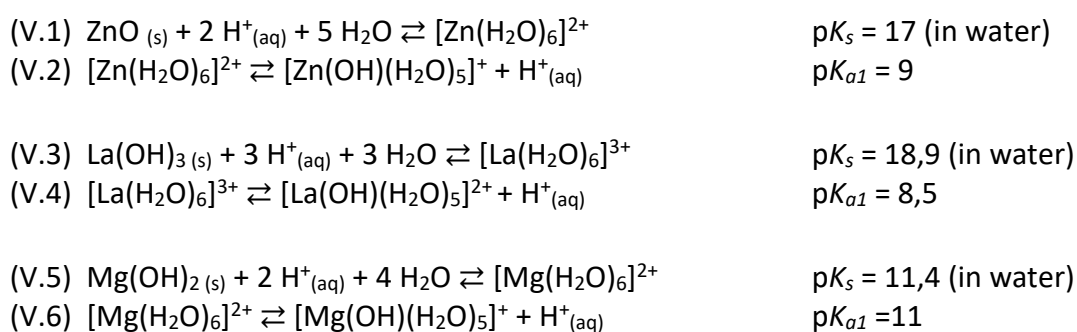 (V.1) ZnO (s) + 2 H⁺(aq) + 5 H₂O ⇄ [Zn(H₂O)₆]²⁺ pKₛ = 17 (in water)
(V.2) [Zn(H₂O)₆]²⁺ ⇄ [Zn(OH)(H₂O)₅]⁺ + H⁺(aq) pKₐ₁ = 9
(V.3) La(OH)₃ (s) + 3 H⁺(aq) + 3 H₂O ⇄ [La(H₂O)₆]³⁺ pKₛ = 18,9 (in water)
(V.4) [La(H₂O)₆]³⁺ ⇄ [La(OH)(H₂O)₅]²⁺ + H⁺(aq) pKₐ₁ = 8,5
(V.5) Mg(OH)₂ (s) + 2 H⁺(aq) + 4 H₂O ⇄ [Mg(H₂O)₆]²⁺ pKₛ = 11,4 (in water)
(V.6) [Mg(H₂O)₆]²⁺ ⇄ [Mg(OH)(H₂O)₅]⁺ + H⁺(aq) pKₐ₁ =11